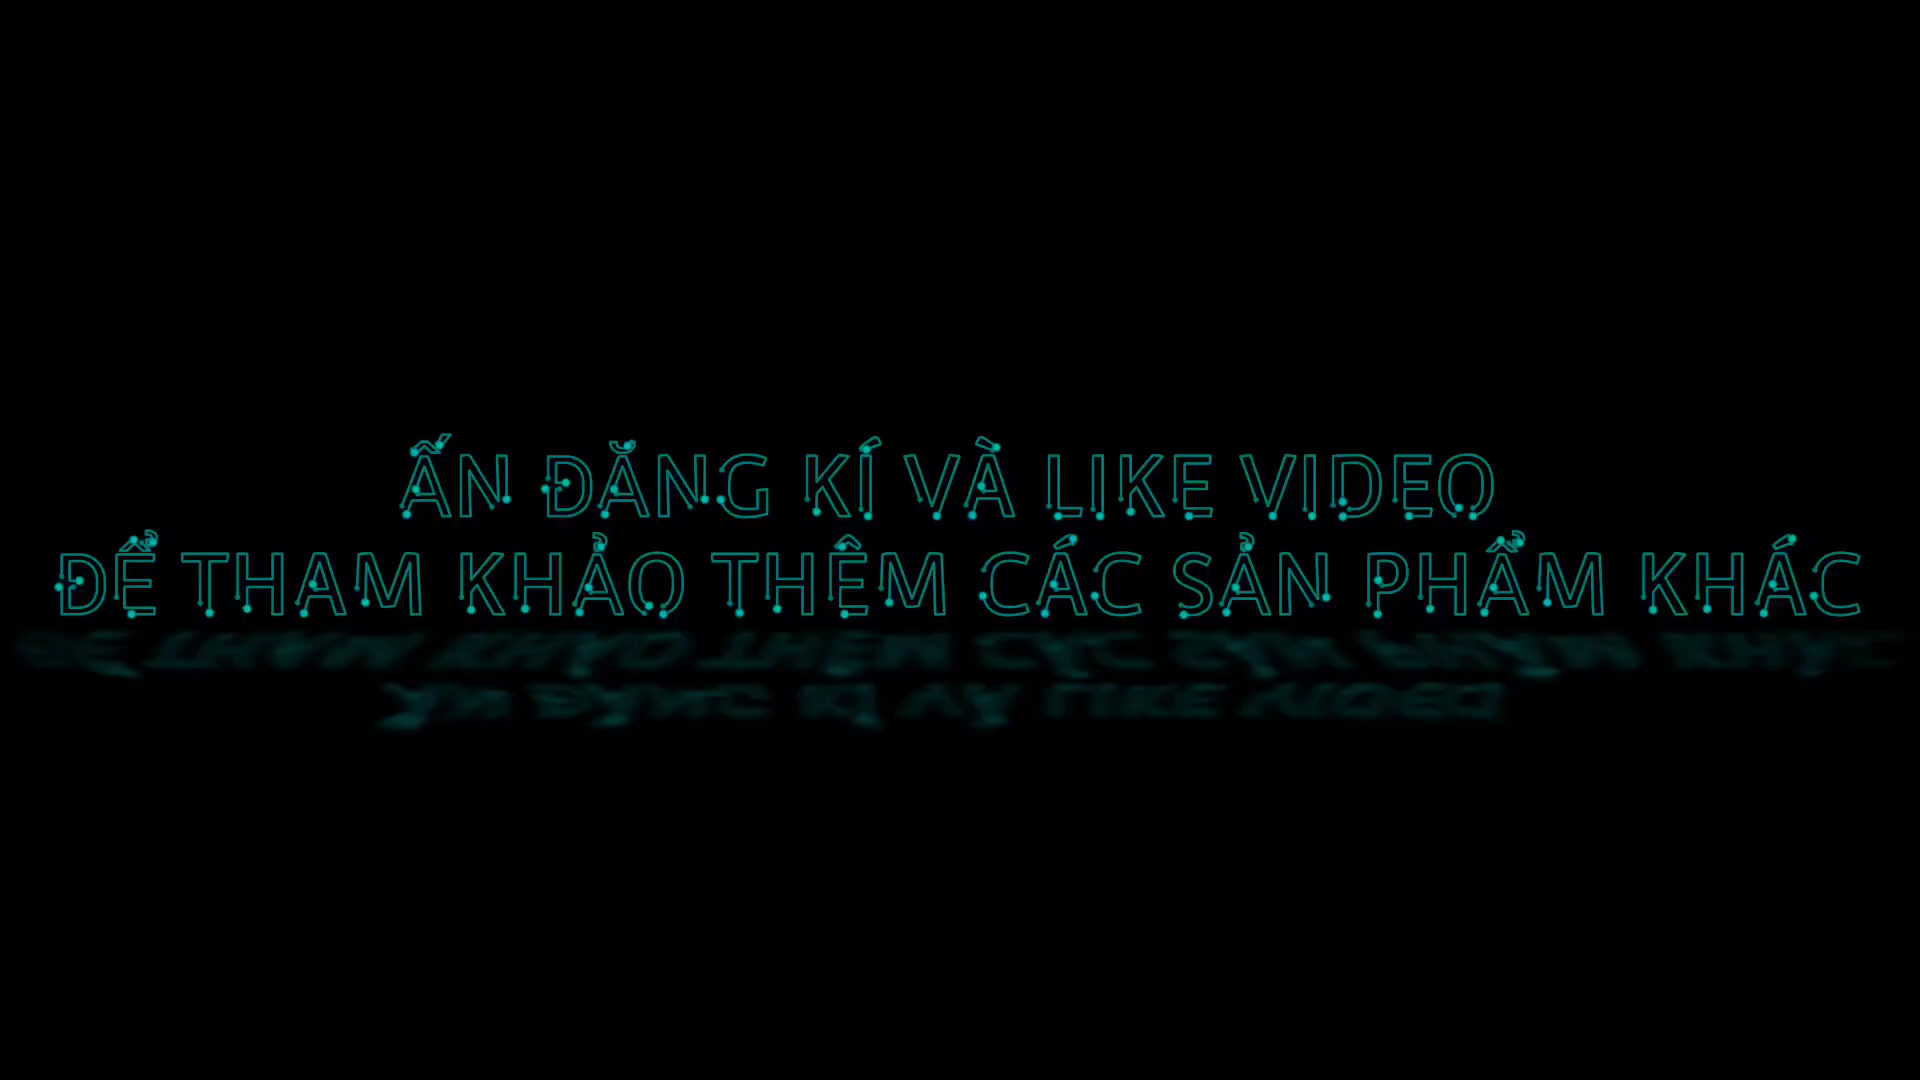 ẤN ĐĂNG KÍ VÀ LIKE VIDEO
ĐỂ THAM KHẢO THÊM CÁC SẢN PHẨM KHÁC